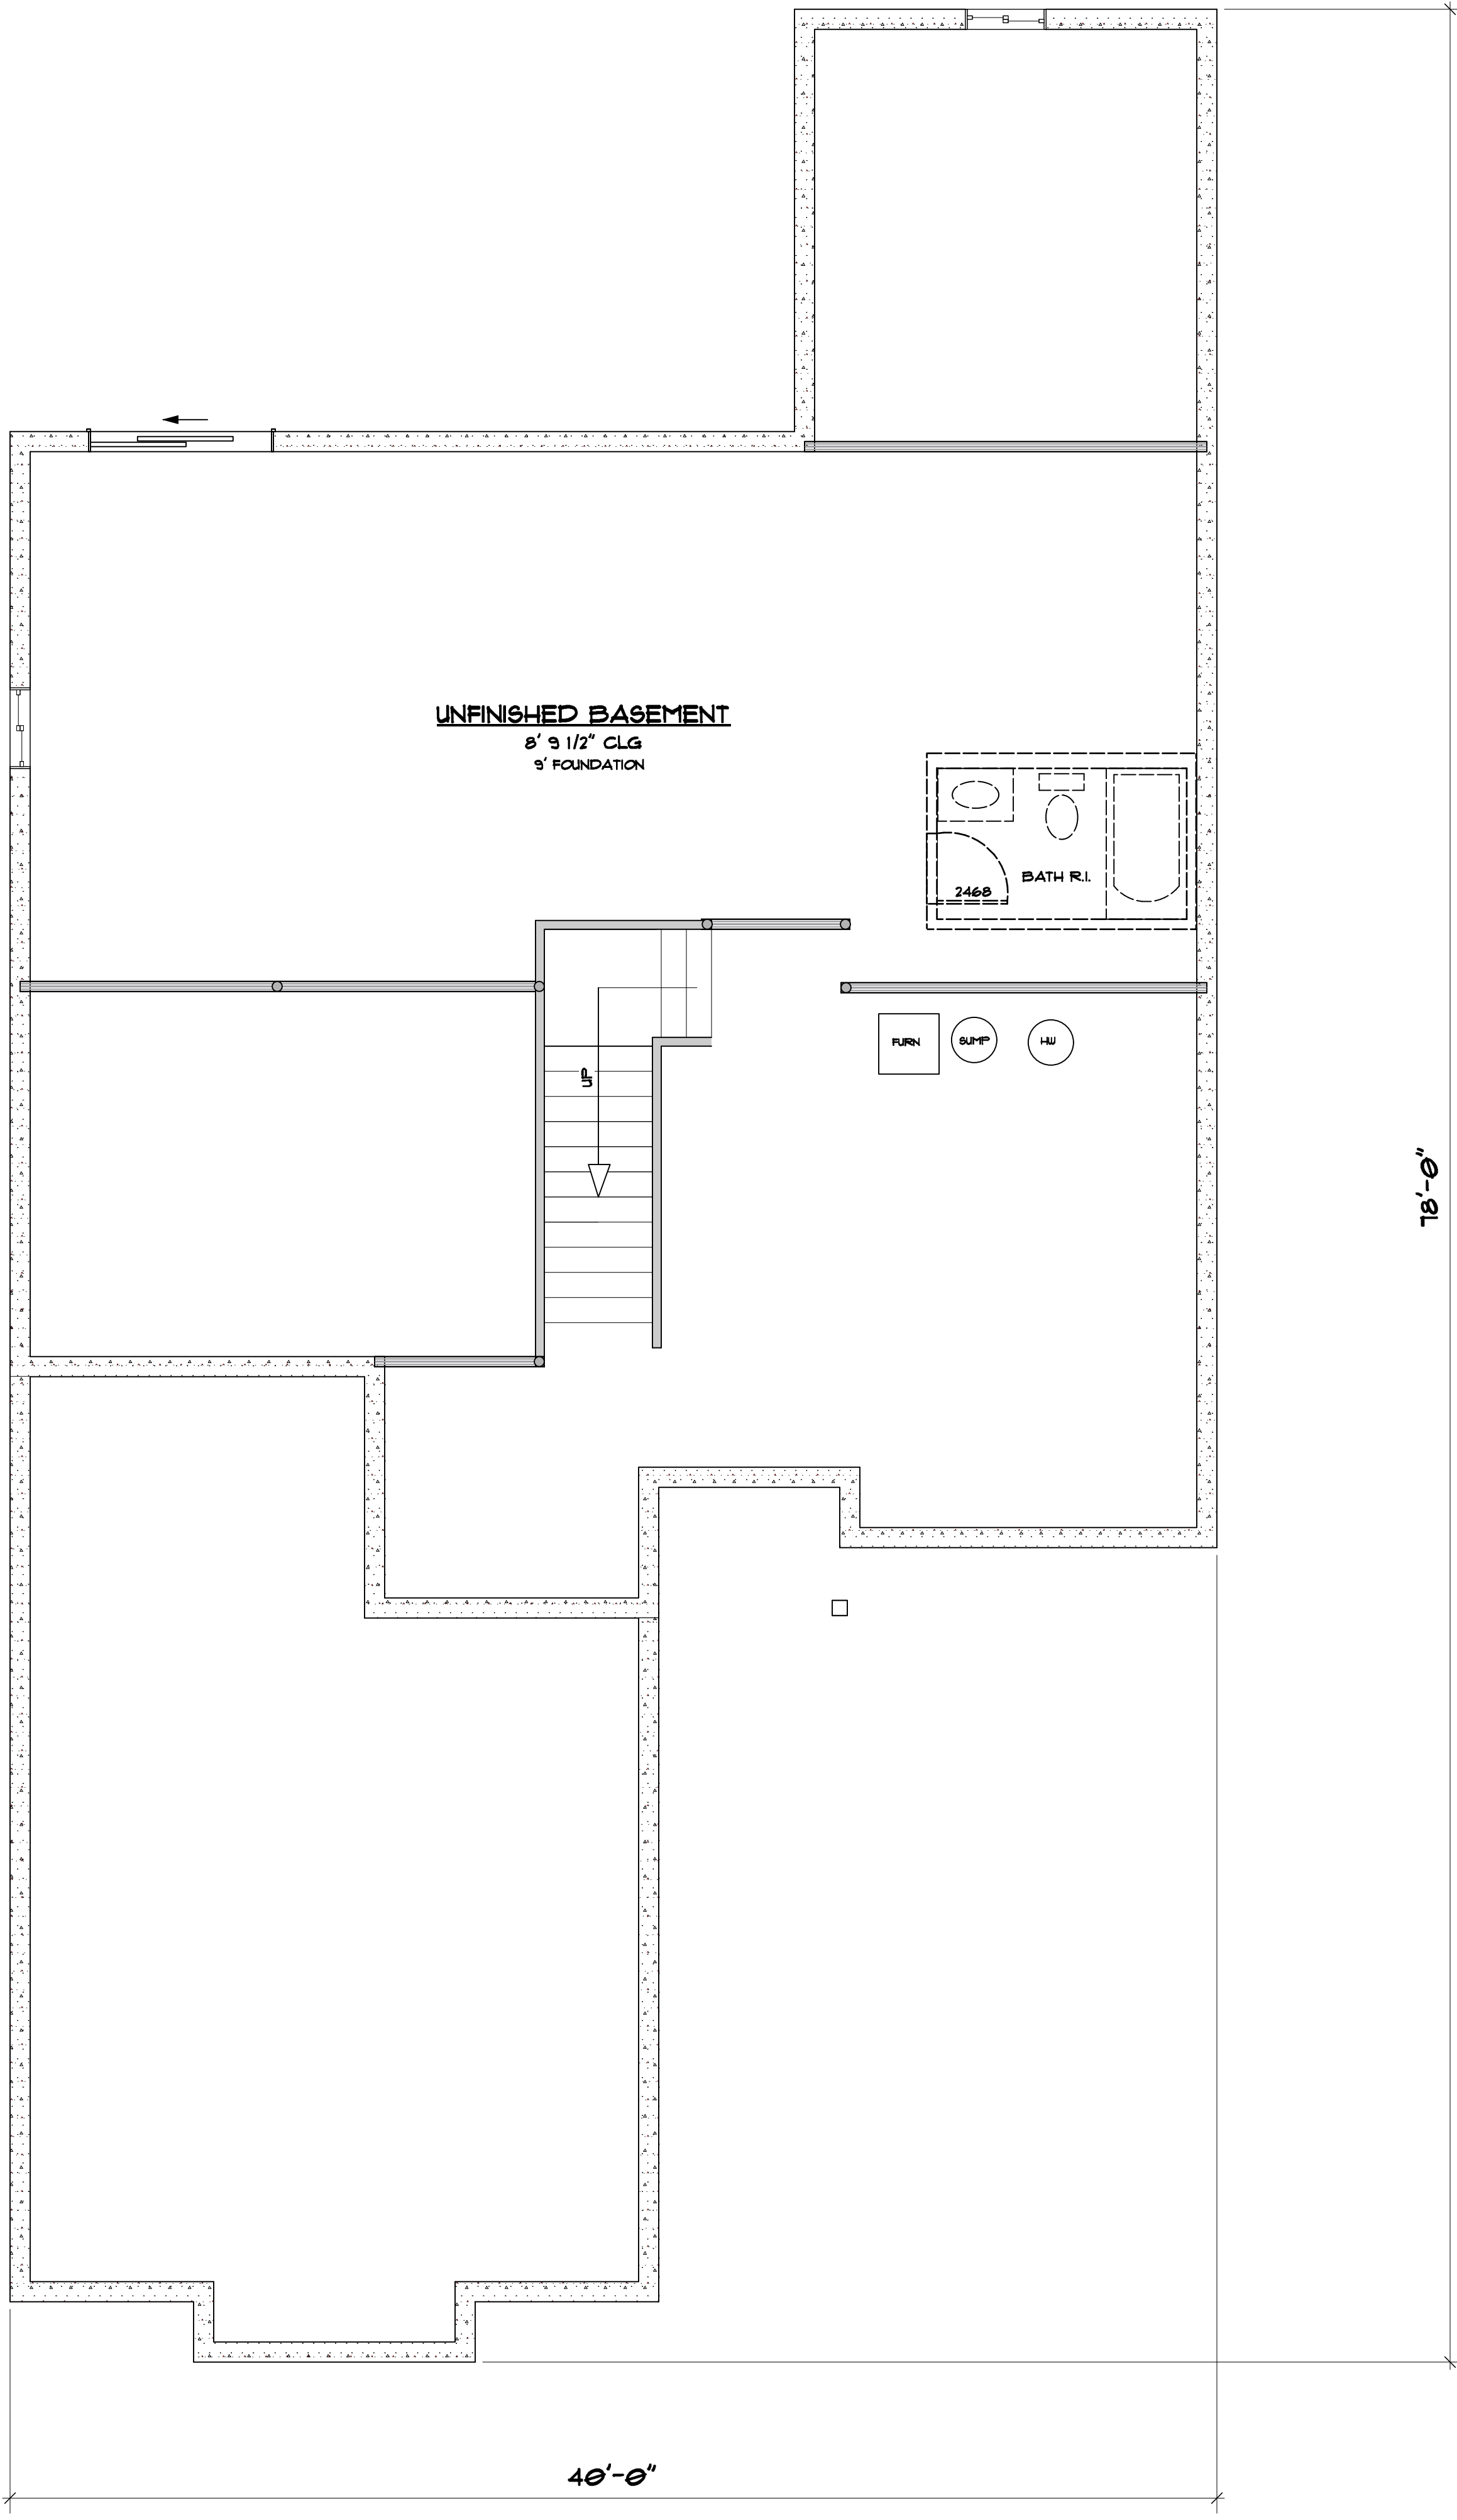 UNFINISHED BASEMENT
8' 9 1/2" CLG
9' FOUNDATION
BATH R.I.
2468
FURN
SUMP
HW
UP
78'-0"
40'-0"